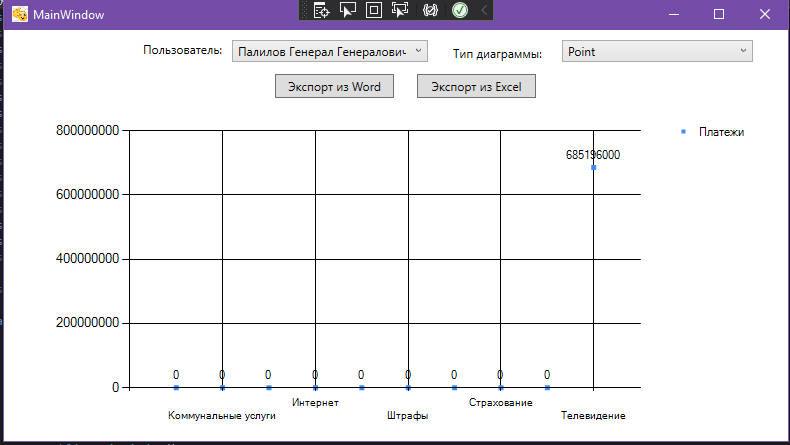 MainWindow
Пользователь: Палилов Генерал Генералович Тип диаграммы: Point
Экспорт из Word Экспорт из Excel
800000000
600000000
400000000
200000000
0
685196000
0 0 0 0 0 0 0 0 0
Интернет Страхование
Коммунальные услуги Штрафы Телевидение
Платежи